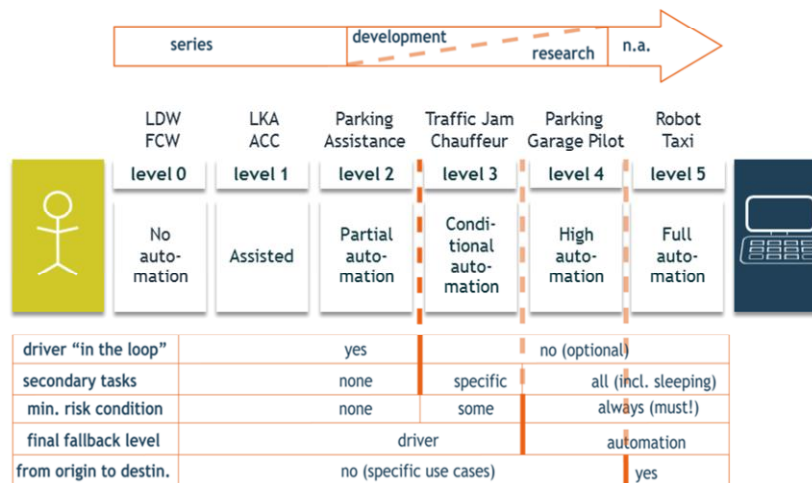 series
development
research
n.a.
LDW
FCW
LKA
ACC
Parking
Assistance
Traffic Jam
Chauffeur
Parking
Garage Pilot
Robot
Taxi
level 0
level 1
level 2
level 3
level 4
level 5
No
auto-
mation
Assisted
Partial
auto-
mation
Condi-
tional
auto-
mation
High
auto-
mation
Full
auto-
mation
driver "in the loop" yes no (optional)
secondary tasks none specific all (incl. sleeping)
min. risk condition none some always (must!)
final fallback level driver automation
from origin to destin. no (specific use cases) yes